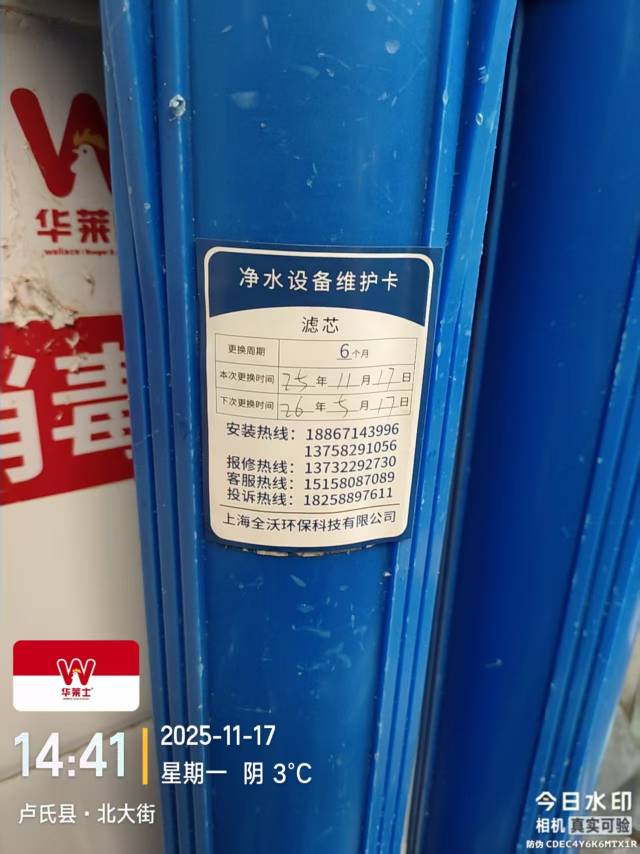 华莱
净水设备维护卡
滤芯
更换周期 6个月
本次更换时间 25年11月17日
下次更换时间 26年5月17日
安装热线：18867143996
13758291056
报修热线：13732292730
客服热线：15158087089
投诉热线：18258897611
上海全沃环保科技有限公司
消毒
华莱士
14:41
2025-11-17
星期一 阴 3°C
卢氏县·北大街
今日水印
相机 真实可验
防伪 CDEC4Y6K6MTX1R